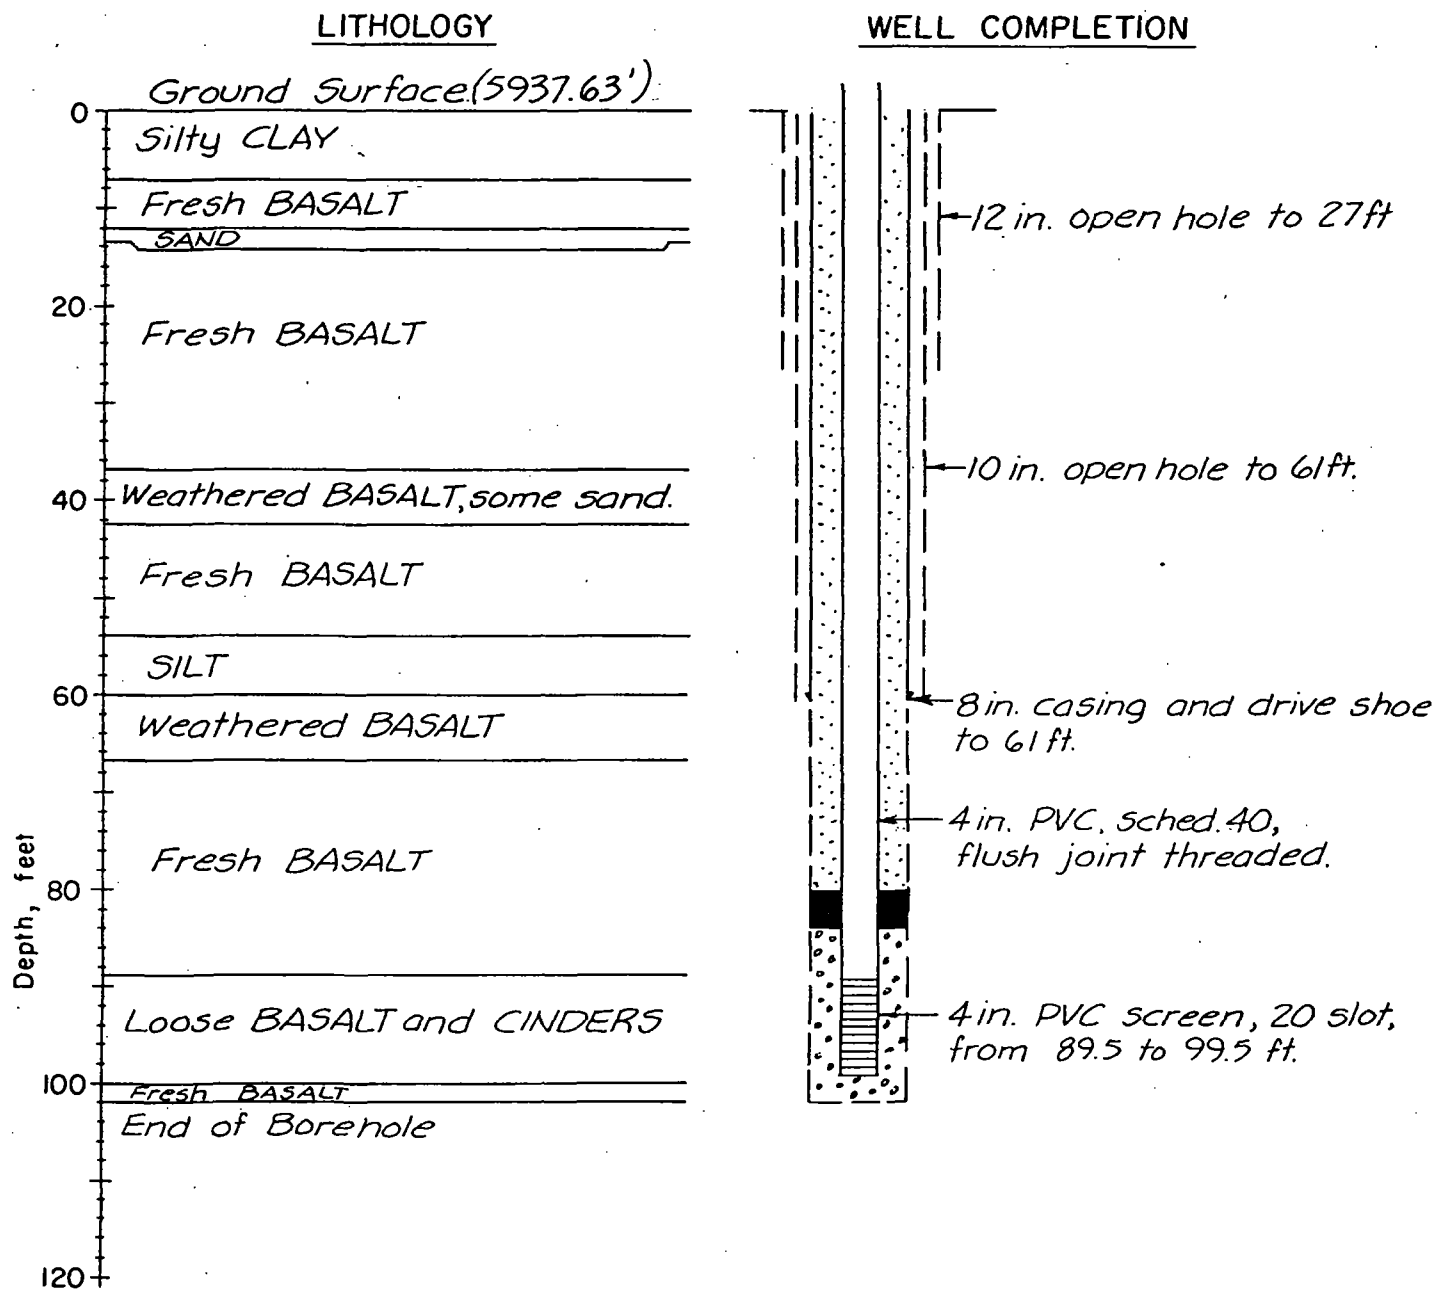 LITHOLOGY
WELL COMPLETION
Ground Surface (5937.63')
0
Silty CLAY
Fresh BASALT
12 in. open hole to 27ft
SAND
20
Fresh BASALT
10 in. open hole to 61ft.
40
Weathered BASALT, some sand.
Fresh BASALT
SILT
60
Weathered BASALT
8 in. casing and drive shoe
to 61 ft.
4 in. PVC, sched. 40,
flush joint threaded.
Depth, feet
Fresh BASALT
80
Loose BASALT and CINDERS
4 in. PVC screen, 20 slot,
from 89.5 to 99.5 ft.
100
Fresh BASALT
End of Borehole
120